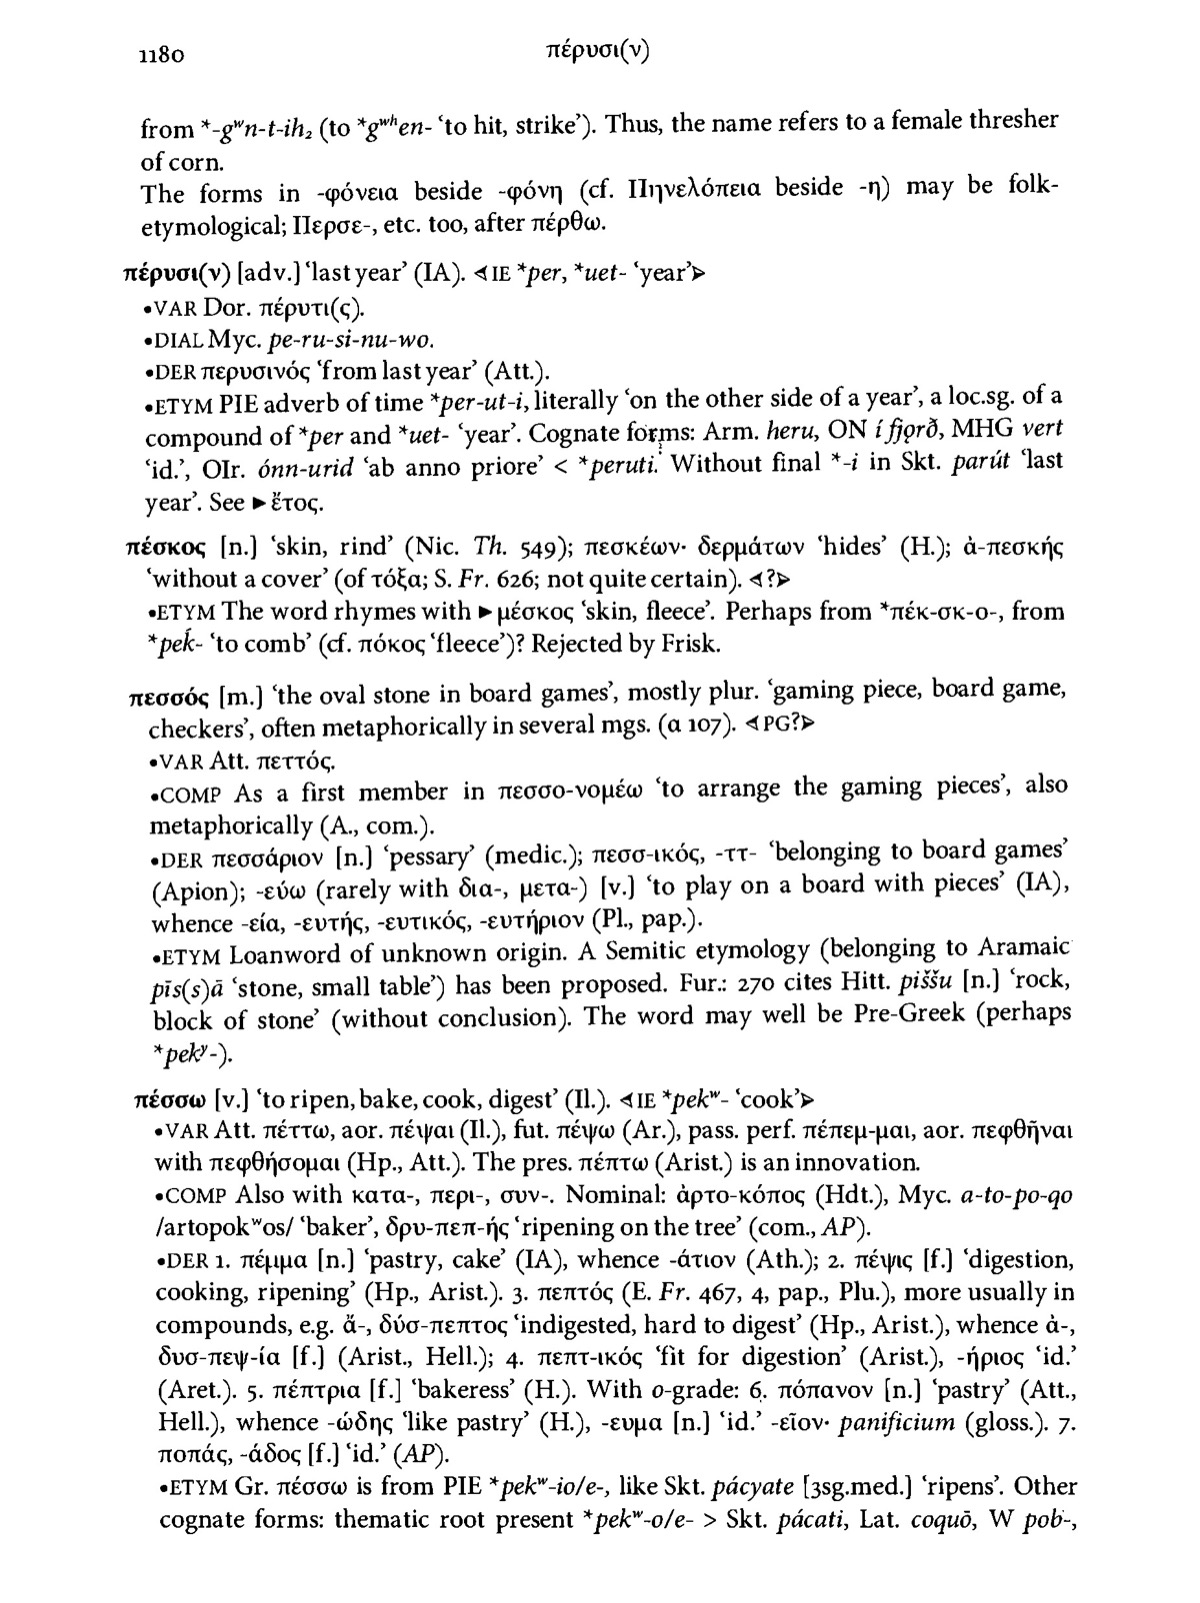 1180
πέρυσι(ν)
from *-gʷn-t-ih₂ (to *gʷʰen- ‘to hit, strike’). Thus, the name refers to a female thresher
of corn.
The forms in -φόνεια beside -φόνη (cf. Πηνελόπεια beside -η) may be folk-
etymological; Περσε-, etc. too, after πέρθω.
πέρυσι(ν) [adv.] ‘last year’ (IA). ⊲IE *per, *uet- ‘year’⊳
•VAR Dor. πέρυτι(ς).
•DIAL Myc. pe-ru-si-nu-wo.
•DER περυσινός ‘from last year’ (Att.).
•ETYM PIE adverb of time *per-ut-i, literally ‘on the other side of a year’, a loc.sg. of a
compound of *per and *uet- ‘year’. Cognate forms: Arm. heru, ON í fjǫrð, MHG vert
‘id.’, OIr. ónn-urid ‘ab anno priore’ < *peruti. Without final *-i in Skt. parút ‘last
year’. See ►ἔτος.
πέσκος [n.] ‘skin, rind’ (Nic. Th. 549); πεσκέων· δερμάτων ‘hides’ (H.); ἀ-πεσκής
‘without a cover’ (of τόξα; S. Fr. 626; not quite certain). ⊲?⊳
•ETYM The word rhymes with ►μέσκος ‘skin, fleece’. Perhaps from *πέκ-σκ-ο-, from
*peḱ- ‘to comb’ (cf. πόκος ‘fleece’)? Rejected by Frisk.
πεσσός [m.] ‘the oval stone in board games’, mostly plur. ‘gaming piece, board game,
checkers’, often metaphorically in several mgs. (α 107). ⊲PG?⊳
•VAR Att. πεττός.
•COMP As a first member in πεσσο-νομέω ‘to arrange the gaming pieces’, also
metaphorically (A., com.).
•DER πεσσάριον [n.] ‘pessary’ (medic.); πεσσ-ικός, -ττ- ‘belonging to board games’
(Apion); -εύω (rarely with δια-, μετα-) [v.] ‘to play on a board with pieces’ (IA),
whence -εία, -ευτής, -ευτικός, -ευτήριον (Pl., pap.).
•ETYM Loanword of unknown origin. A Semitic etymology (belonging to Aramaic
pīs(s)ā ‘stone, small table’) has been proposed. Fur.: 270 cites Hitt. piššu [n.] ‘rock,
block of stone’ (without conclusion). The word may well be Pre-Greek (perhaps
*pekʸ-).
πέσσω [v.] ‘to ripen, bake, cook, digest’ (Il.). ⊲IE *pekʷ- ‘cook’⊳
•VAR Att. πέττω, aor. πέψαι (Il.), fut. πέψω (Ar.), pass. perf. πέπεμ-μαι, aor. πεφθῆναι
with πεφθήσομαι (Hp., Att.). The pres. πέπτω (Arist.) is an innovation.
•COMP Also with κατα-, περι-, συν-. Nominal: ἀρτο-κόπος (Hdt.), Myc. a-to-po-qo
/artopokʷos/ ‘baker’, δρυ-πεπ-ής ‘ripening on the tree’ (com., AP).
•DER 1. πέμμα [n.] ‘pastry, cake’ (IA), whence -άτιον (Ath.); 2. πέψις [f.] ‘digestion,
cooking, ripening’ (Hp., Arist.). 3. πεπτός (E. Fr. 467, 4, pap., Plu.), more usually in
compounds, e.g. ἄ-, δύσ-πεπτος ‘indigested, hard to digest’ (Hp., Arist.), whence ἀ-,
δυσ-πεψ-ία [f.] (Arist., Hell.); 4. πεπτ-ικός ‘fit for digestion’ (Arist.), -ήριος ‘id.’
(Aret.). 5. πέπτρια [f.] ‘bakeress’ (H.). With o-grade: 6. πόπανον [n.] ‘pastry’ (Att.,
Hell.), whence -ώδης ‘like pastry’ (H.), -ευμα [n.] ‘id.’ -εῖον· panificium (gloss.). 7.
ποπάς, -άδος [f.] ‘id.’ (AP).
•ETYM Gr. πέσσω is from PIE *pekʷ-io/e-, like Skt. pácyate [3sg.med.] ‘ripens’. Other
cognate forms: thematic root present *pekʷ-o/e- > Skt. pácati, Lat. coquō, W pob-,